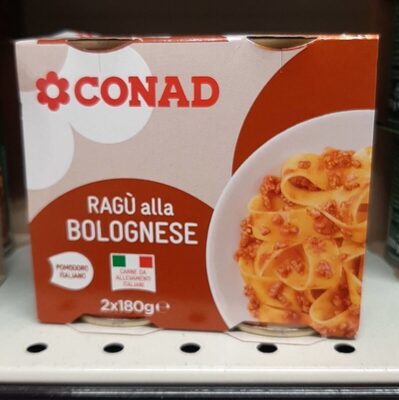 CONAD
RAGÙ alla
BOLOGNESE
POMODORO
ITALIANO
CARNE DA
ALLEVAMENTI
ITALIANI
2x180g℮